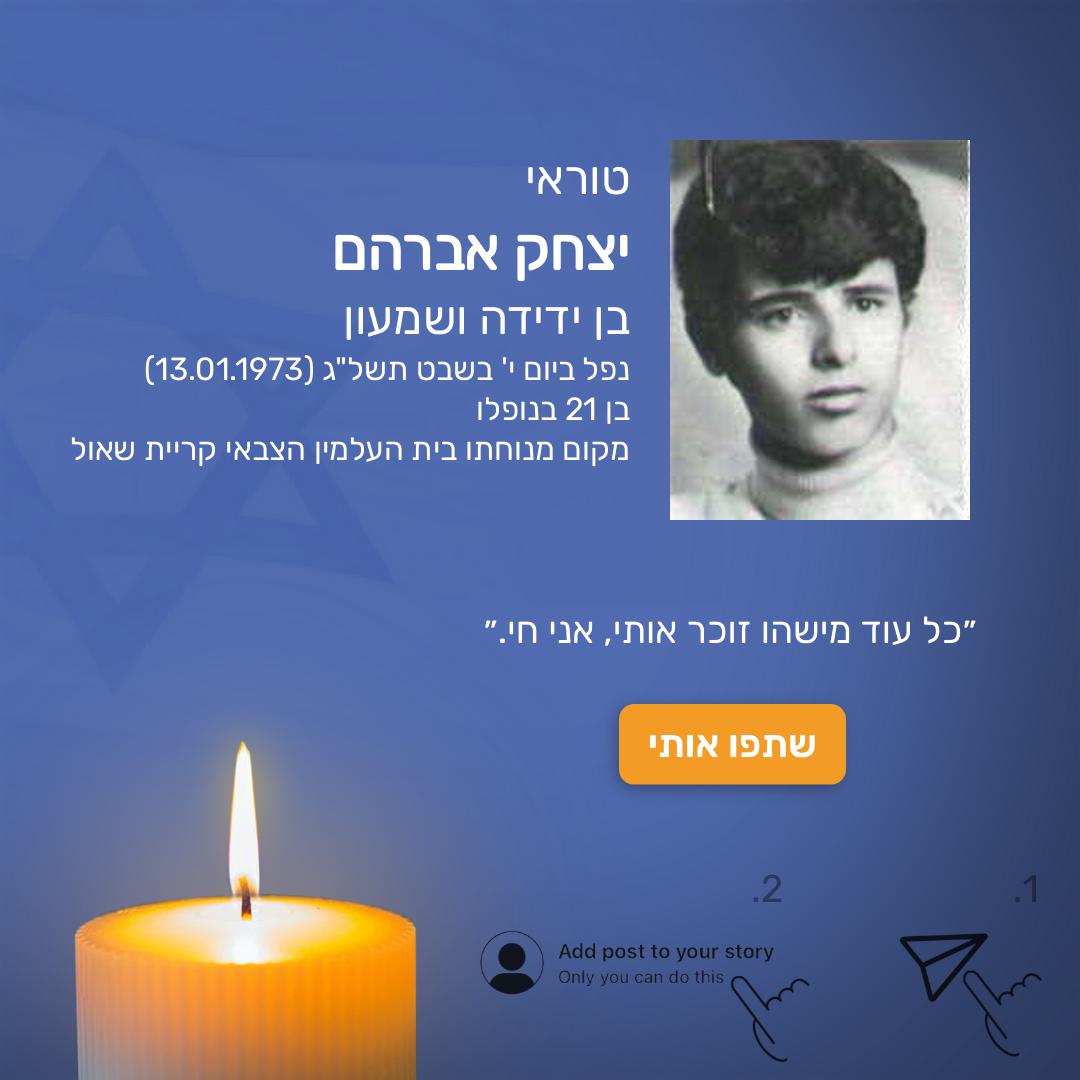 טוראי
יצחק אברהם
בן ידידה ושמעון
נפל ביום י' בשבט תשל"ג (13.01.1973)
בן 21 בנופלו
מקום מנוחתו בית העלמין הצבאי קריית שאול
״כל עוד מישהו זוכר אותי, אני חי.״
שתפו אותי
1.
2.
Add post to your story
Only you can do this